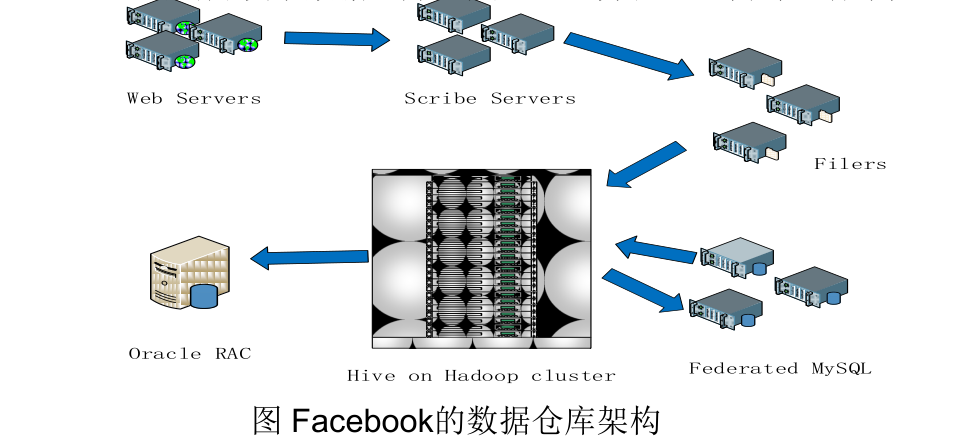 Web Servers
Scribe Servers
Filers
Oracle RAC
Hive on Hadoop cluster
Federated MySQL
图 Facebook的数据仓库架构